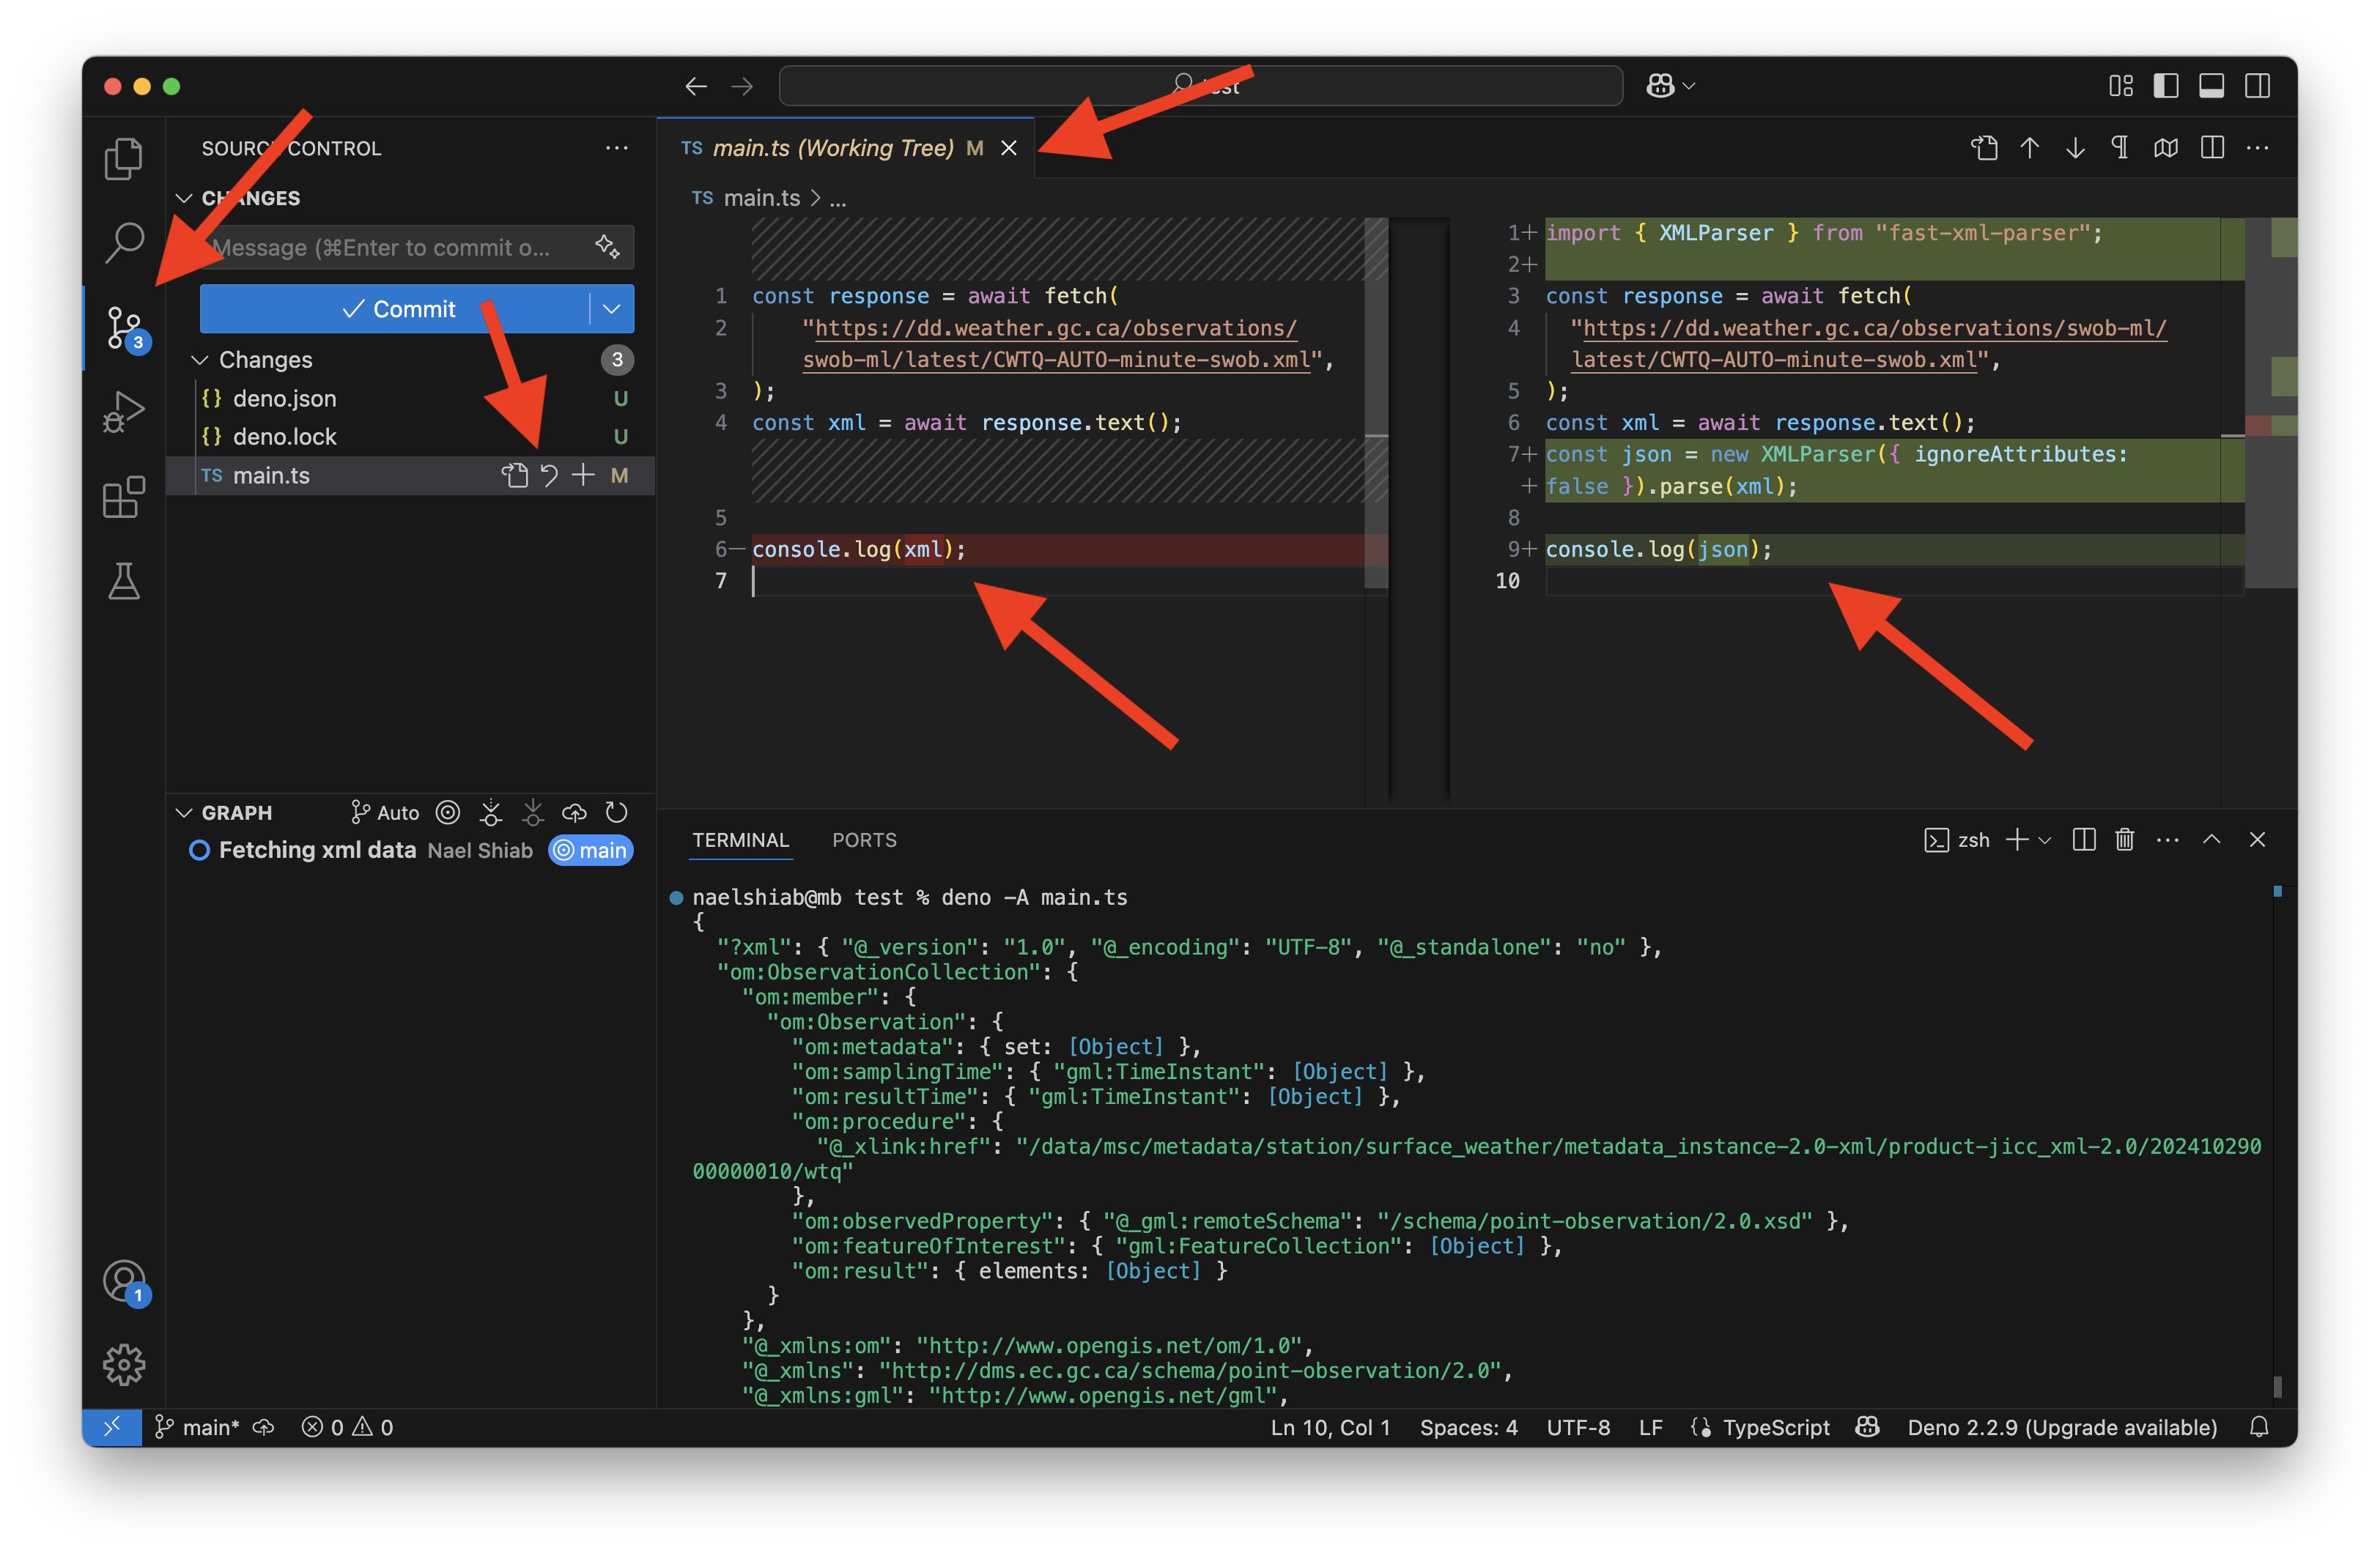 test
SOURCE CONTROL
CHANGES
Message (⌘Enter to commit o...
Commit
Changes 3
{} deno.json U
{} deno.lock U
TS main.ts M
3
1
GRAPH Auto
Fetching xml data Nael Shiab main
TS main.ts (Working Tree) M
TS main.ts > ...
1 const response = await fetch(
2 "https://dd.weather.gc.ca/observations/
swob-ml/latest/CWTQ-AUTO-minute-swob.xml",
3 );
4 const xml = await response.text();
5
6— console.log(xml);
7
1+ import { XMLParser } from "fast-xml-parser";
2+
3 const response = await fetch(
4 "https://dd.weather.gc.ca/observations/swob-ml/
latest/CWTQ-AUTO-minute-swob.xml",
5 );
6 const xml = await response.text();
7+ const json = new XMLParser({ ignoreAttributes:
+ false }).parse(xml);
8
9+ console.log(json);
10
TERMINAL PORTS
zsh
naelshiab@mb test % deno -A main.ts
{
"?xml": { "@_version": "1.0", "@_encoding": "UTF-8", "@_standalone": "no" },
"om:ObservationCollection": {
"om:member": {
"om:Observation": {
"om:metadata": { set: [Object] },
"om:samplingTime": { "gml:TimeInstant": [Object] },
"om:resultTime": { "gml:TimeInstant": [Object] },
"om:procedure": {
"@_xlink:href": "/data/msc/metadata/station/surface_weather/metadata_instance-2.0-xml/product-jicc_xml-2.0/202410290
00000010/wtq"
},
"om:observedProperty": { "@_gml:remoteSchema": "/schema/point-observation/2.0.xsd" },
"om:featureOfInterest": { "gml:FeatureCollection": [Object] },
"om:result": { elements: [Object] }
}
},
"@_xmlns:om": "http://www.opengis.net/om/1.0",
"@_xmlns": "http://dms.ec.gc.ca/schema/point-observation/2.0",
"@_xmlns:gml": "http://www.opengis.net/gml",
main* 0 0
Ln 10, Col 1 Spaces: 4 UTF-8 LF {} TypeScript Deno 2.2.9 (Upgrade available)